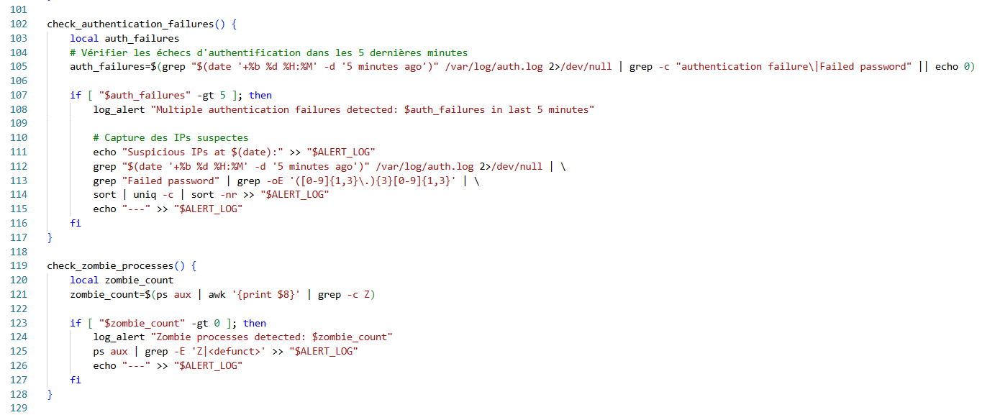 101
102 check_authentication_failures() {
103     local auth_failures
104     # Vérifier les échecs d'authentification dans les 5 dernières minutes
105     auth_failures=$(grep "$(date '+%b %d %H:%M' -d '5 minutes ago')" /var/log/auth.log 2>/dev/null | grep -c "authentication failure\|Failed password" || echo 0)
106
107     if [ "$auth_failures" -gt 5 ]; then
108         log_alert "Multiple authentication failures detected: $auth_failures in last 5 minutes"
109
110         # Capture des IPs suspectes
111         echo "Suspicious IPs at $(date):" >> "$ALERT_LOG"
112         grep "$(date '+%b %d %H:%M' -d '5 minutes ago')" /var/log/auth.log 2>/dev/null | \
113         grep "Failed password" | grep -oE '([0-9]{1,3}\.){3}[0-9]{1,3}' | \
114         sort | uniq -c | sort -nr >> "$ALERT_LOG"
115         echo "---" >> "$ALERT_LOG"
116     fi
117 }
118
119 check_zombie_processes() {
120     local zombie_count
121     zombie_count=$(ps aux | awk '{print $8}' | grep -c Z)
122
123     if [ "$zombie_count" -gt 0 ]; then
124         log_alert "Zombie processes detected: $zombie_count"
125         ps aux | grep -E 'Z|<defunct>' >> "$ALERT_LOG"
126         echo "---" >> "$ALERT_LOG"
127     fi
128 }
129